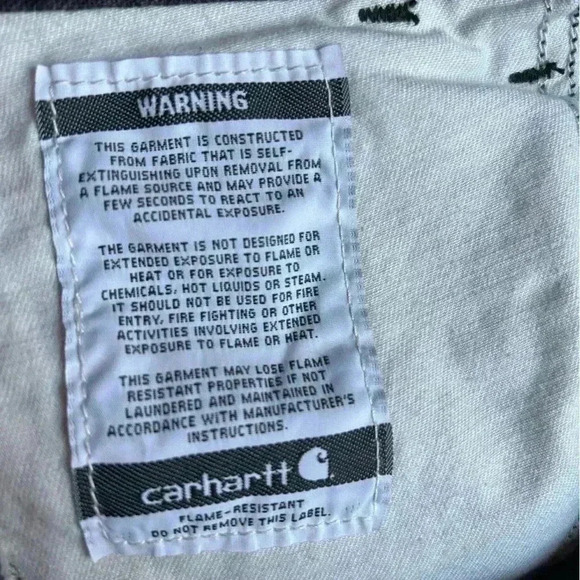 WARNING
THIS GARMENT IS CONSTRUCTED
FROM FABRIC THAT IS SELF-
EXTINGUISHING UPON REMOVAL FROM
A FLAME SOURCE AND MAY PROVIDE A
FEW SECONDS TO REACT TO AN
ACCIDENTAL EXPOSURE.
THE GARMENT IS NOT DESIGNED FOR
EXTENDED EXPOSURE TO FLAME OR
HEAT OR FOR EXPOSURE TO
CHEMICALS, HOT LIQUIDS OR STEAM.
IT SHOULD NOT BE USED FOR FIRE
ENTRY, FIRE FIGHTING OR OTHER
ACTIVITIES INVOLVING EXTENDED
EXPOSURE TO FLAME OR HEAT.
THIS GARMENT MAY LOSE FLAME
RESISTANT PROPERTIES IF NOT
LAUNDERED AND MAINTAINED IN
ACCORDANCE WITH MANUFACTURER'S
INSTRUCTIONS.
carhartt
FLAME-RESISTANT
DO NOT REMOVE THIS LABEL.